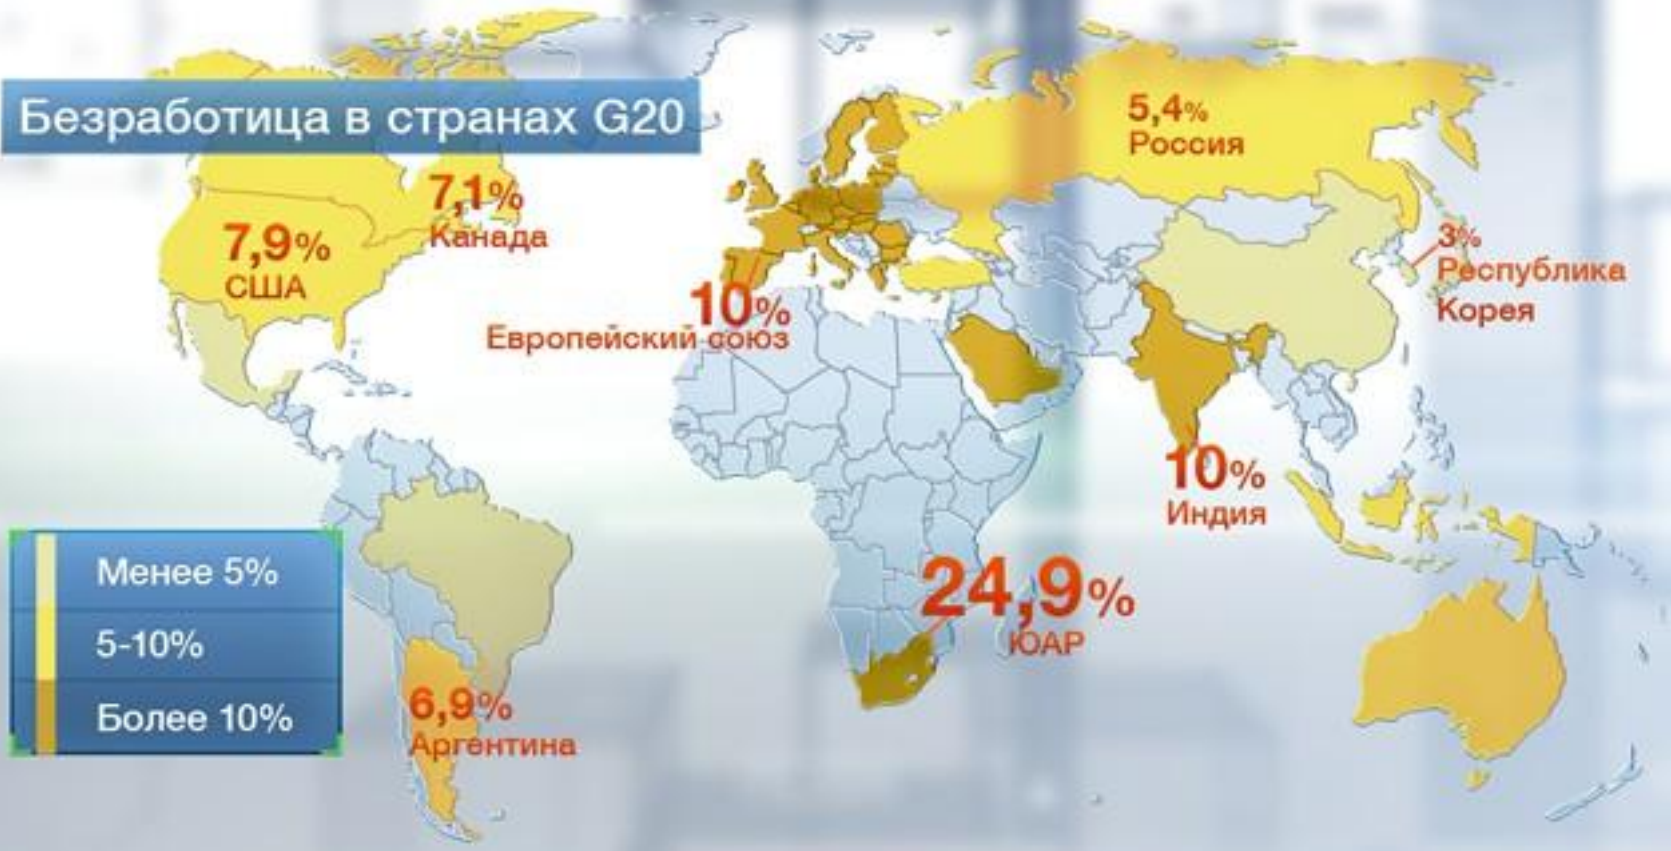 Безработица в странах G20
5,4%
Россия
7,1%
Канада
7,9%
США
3%
Республика
Корея
10%
Европейский союз
10%
Индия
24,9%
ЮАР
6,9%
Аргентина
Менее 5%
5-10%
Более 10%